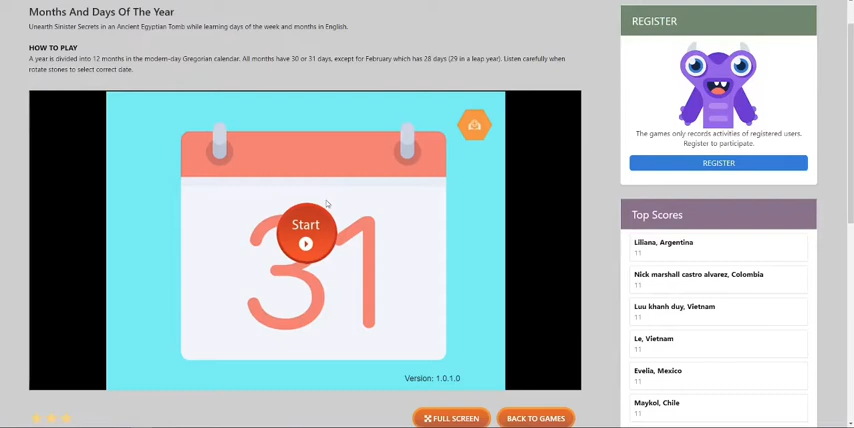 Months And Days Of The Year
Unearth Sinister Secrets in an Ancient Egyptian Tomb while learning days of the week and months in English.
HOW TO PLAY
A year is divided into 12 months in the modern-day Gregorian calendar. All months have 30 or 31 days, except for February which has 28 days (29 in a leap year). Listen carefully when
rotate stones to select correct date.
31
Start
Version: 1.0.1.0
FULL SCREEN
BACK TO GAMES
REGISTER
The games only records activities of registered users.
Register to participate.
REGISTER
Top Scores
Liliana, Argentina
11
Nick marshall castro alvarez, Colombia
11
Luu khanh duy, Vietnam
11
Le, Vietnam
11
Evelia, Mexico
11
Maykol, Chile
11